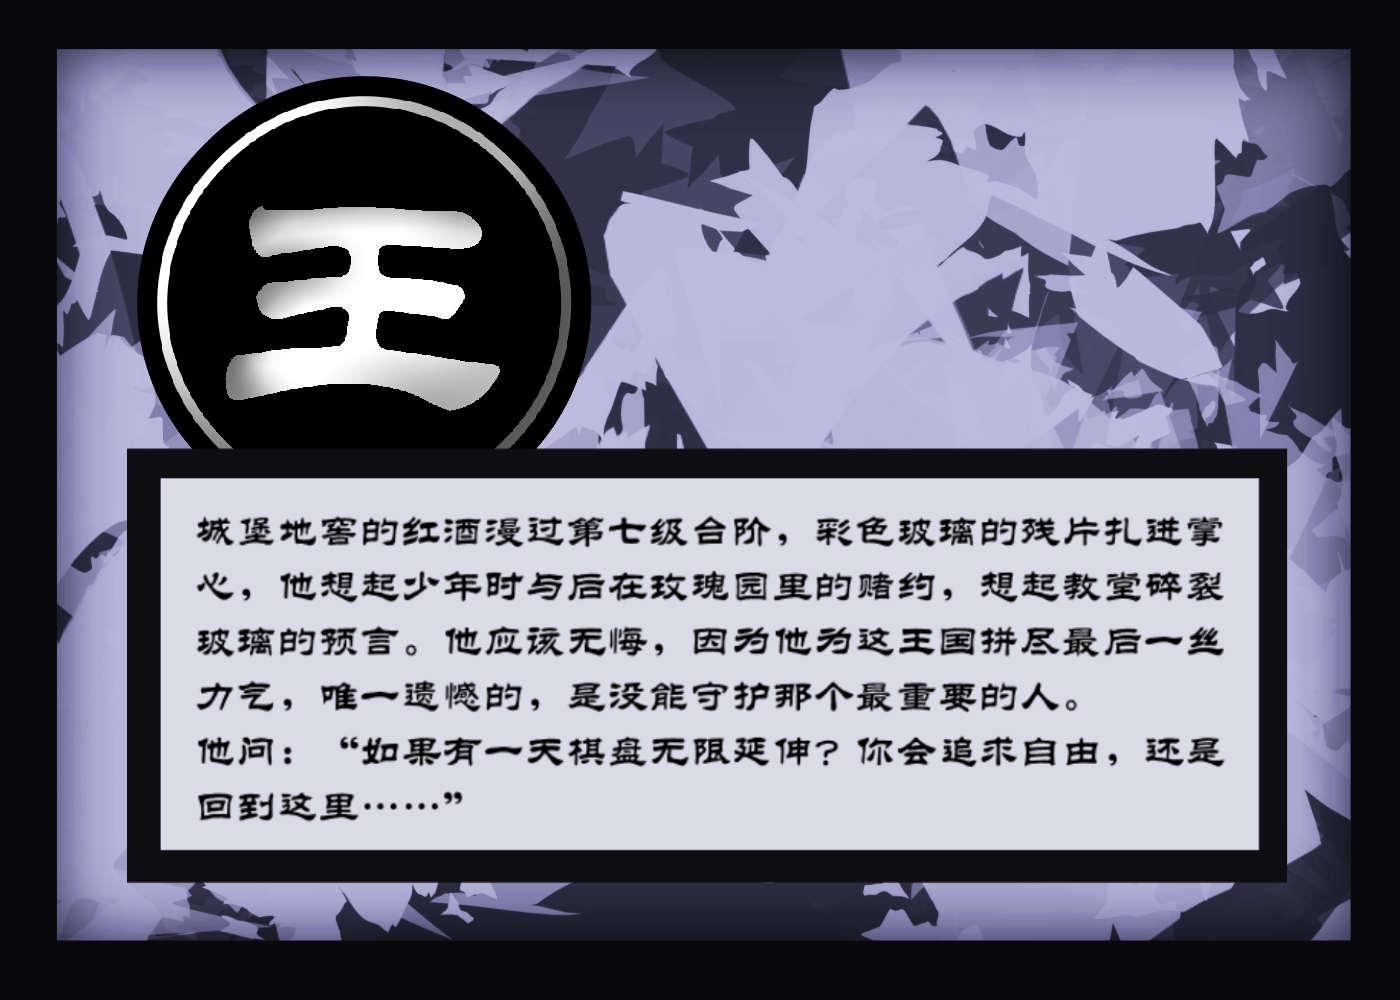 王
城堡地窖的红酒漫过第七级台阶，彩色玻璃的残片扎进掌
心，他想起少年时与后在玫瑰园里的赌约，想起教堂碎裂
玻璃的预言。他应该无悔，因为他为这王国拼尽最后一丝
力气，唯一遗憾的，是没能守护那个最重要的人。
他问：“如果有一天棋盘无限延伸？你会追求自由，还是
回到这里……”